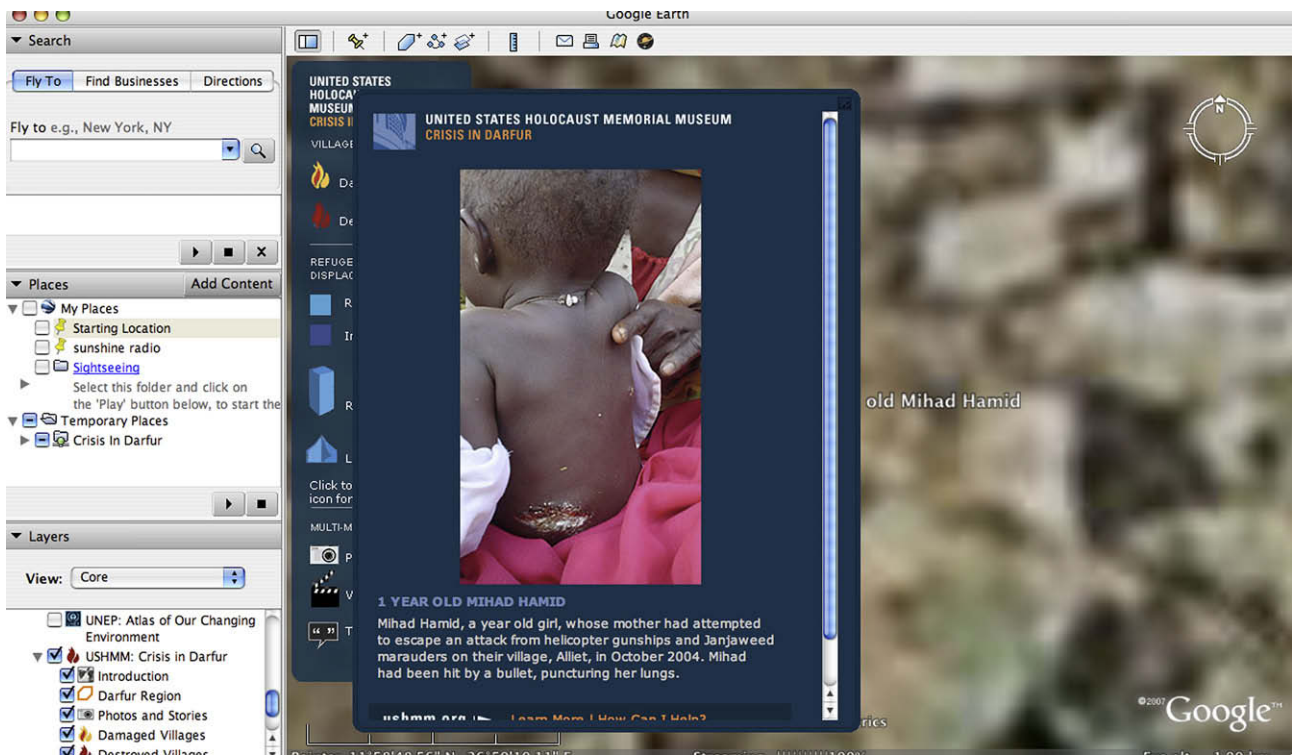 Google Earth
Search
Fly To
Find Businesses
Directions
Fly to e.g., New York, NY
Places
Add Content
My Places
Starting Location
sunshine radio
Sightseeing
Select this folder and click on
the 'Play' button below, to start the
Temporary Places
Crisis In Darfur
Layers
View: Core
UNEP: Atlas of Our Changing
Environment
USHMM: Crisis in Darfur
Introduction
Darfur Region
Photos and Stories
Damaged Villages
Destroyed Villages
UNITED STATES
HOLOCA
MUSEUM
CRISIS I
VILLAGE
Da
De
REFUGE
DISPLAC
R
Ir
R
L
Click to
icon for
MULTI-M
P
V
T
UNITED STATES HOLOCAUST MEMORIAL MUSEUM
CRISIS IN DARFUR
1 YEAR OLD MIHAD HAMID
Mihad Hamid, a year old girl, whose mother had attempted
to escape an attack from helicopter gunships and Janjaweed
marauders on their village, Alliet, in October 2004. Mihad
had been hit by a bullet, puncturing her lungs.
ushmm.org
Learn More | How Can I Help?
N
old Mihad Hamid
©2007 Google™